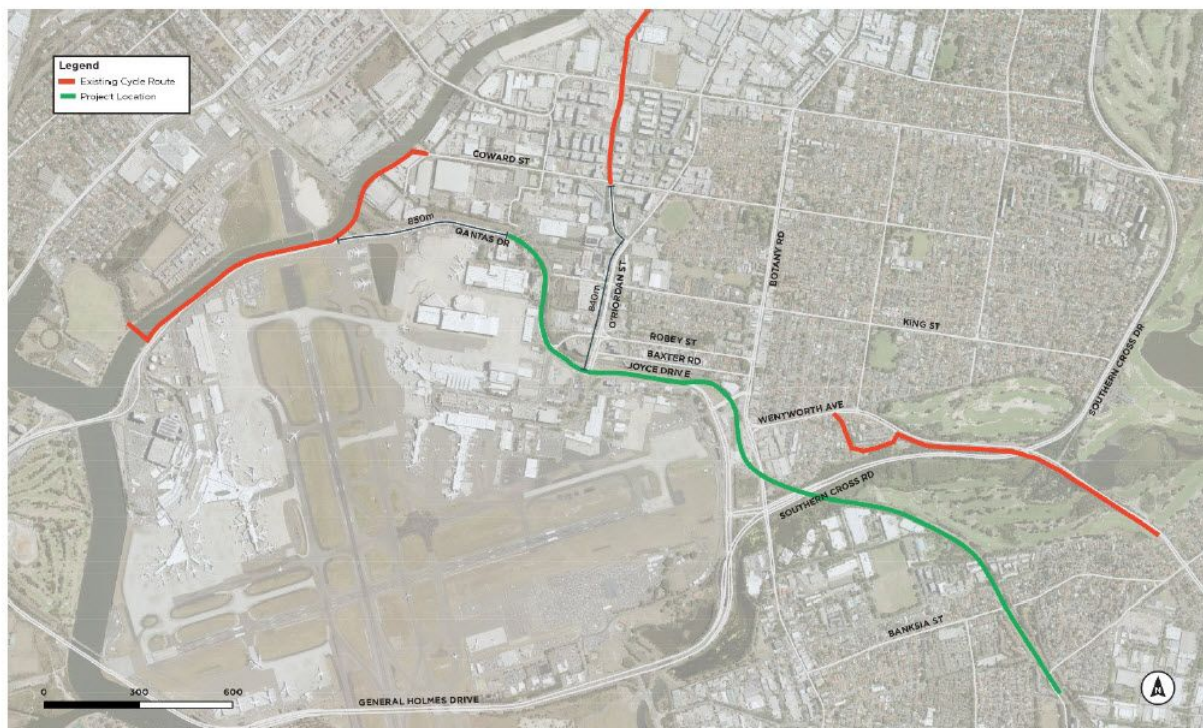 Legend
Existing Cycle Route
Project Location
COWARD ST
850m
QANTAS DR
840m
O'RIORDAN ST
BOTANY RD
KING ST
ROBEY ST
BAXTER RD
JOYCE DRIVE
SOUTHERN CROSS DR
WENTWORTH AVE
SOUTHERN CROSS RD
BANKSIA ST
GENERAL HOLMES DRIVE
0 300 600
N